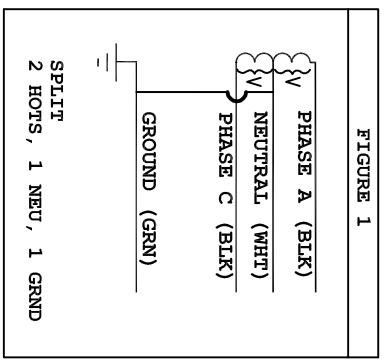 FIGURE 1
V
V
PHASE A (BLK)
NEUTRAL (WHT)
PHASE C (BLK)
GROUND (GRN)
SPLIT
2 HOTS, 1 NEU, 1 GRND